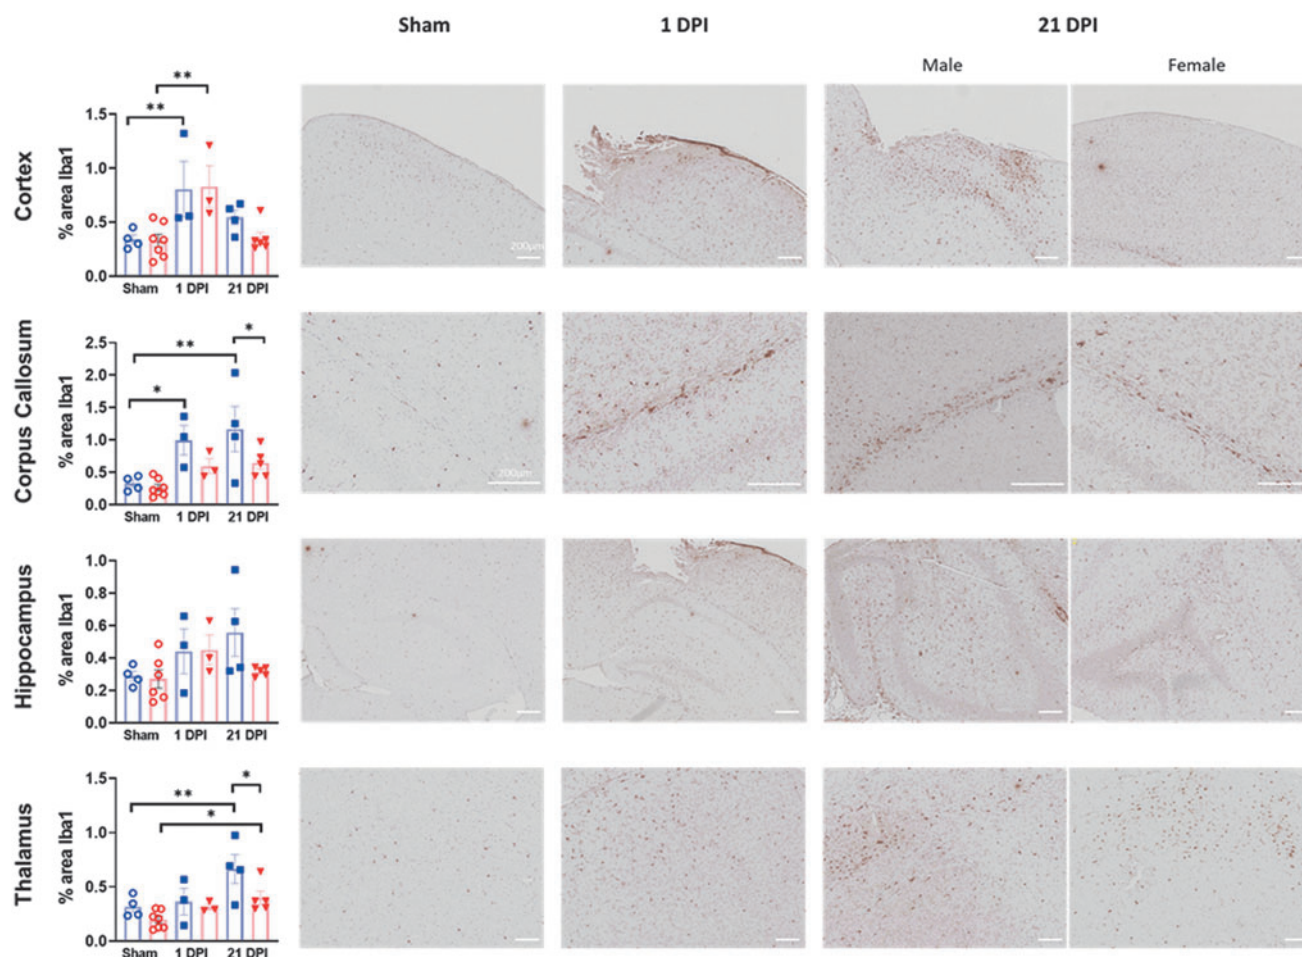 Sham 1 DPI 21 DPI
Male Female
Cortex
% area Iba1
1.5
1.0
0.5
0.0
** **
Sham 1 DPI 21 DPI
200μm
Corpus Callosum
% area Iba1
2.5
2.0
1.5
1.0
0.5
0.0
* ** *
Sham 1 DPI 21 DPI
200μm
Hippocampus
% area Iba1
1.0
0.8
0.6
0.4
0.2
0.0
Sham 1 DPI 21 DPI
Thalamus
% area Iba1
1.5
1.0
0.5
0.0
** * *
Sham 1 DPI 21 DPI